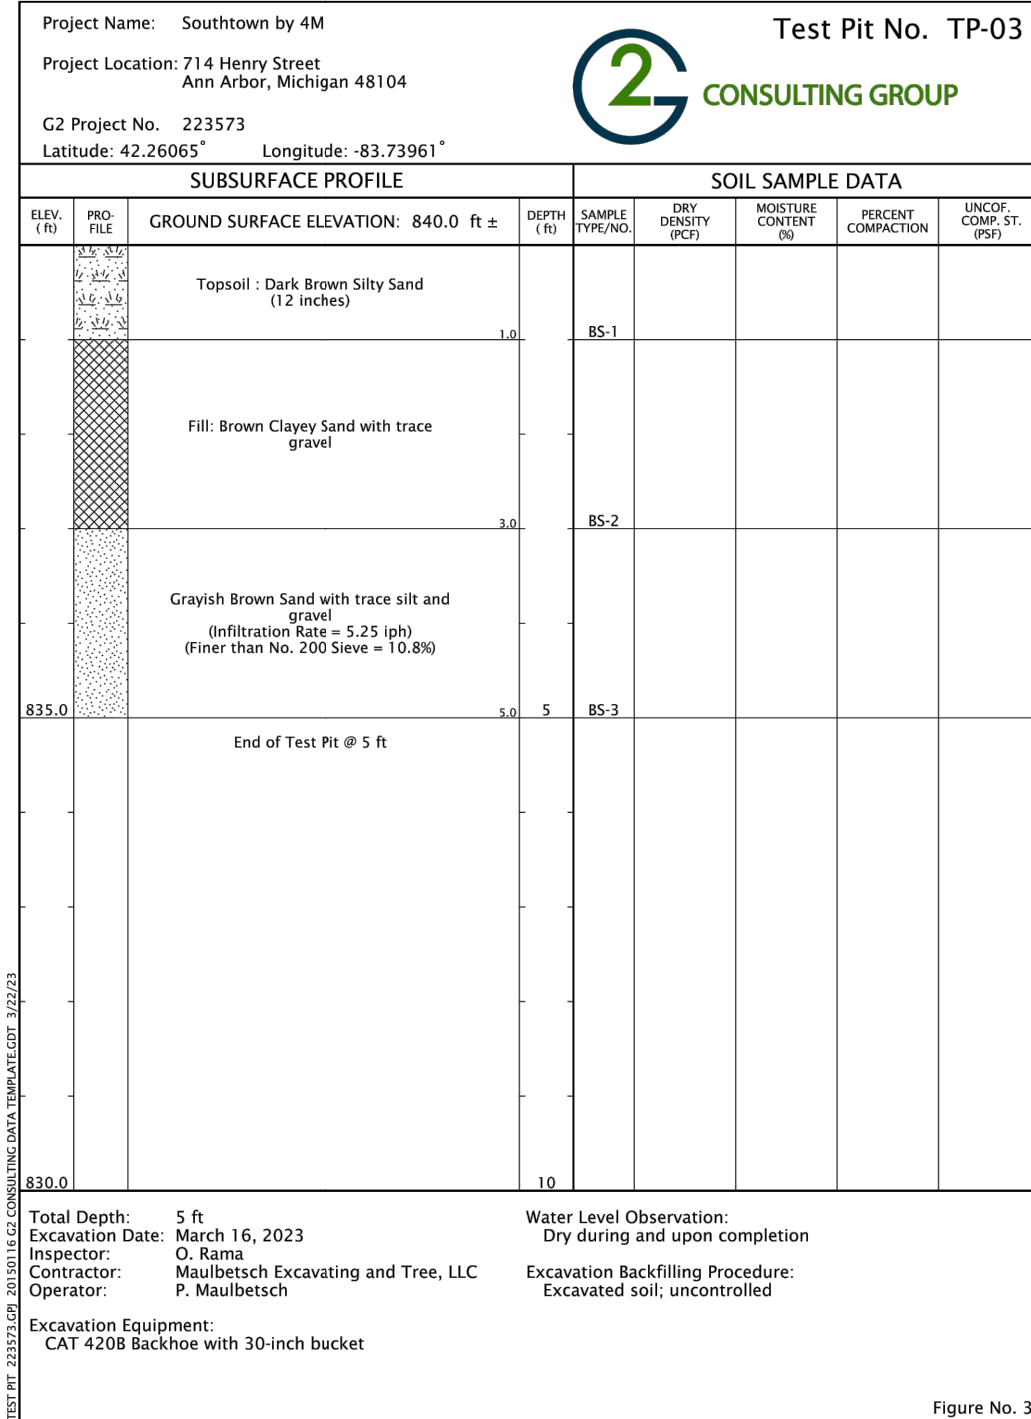 Project Name: Southtown by 4M
Project Location: 714 Henry Street
Ann Arbor, Michigan 48104
G2 Project No. 223573
Latitude: 42.26065° Longitude: -83.73961°
G2 CONSULTING GROUP
Test Pit No. TP-03
SUBSURFACE PROFILE
SOIL SAMPLE DATA
ELEV. (ft)
PRO-FILE
GROUND SURFACE ELEVATION: 840.0 ft ±
DEPTH (ft)
SAMPLE TYPE/NO.
DRY DENSITY (PCF)
MOISTURE CONTENT (%)
PERCENT COMPACTION
UNCOF. COMP. ST. (PSF)
Topsoil : Dark Brown Silty Sand
(12 inches)
1.0 BS-1
Fill: Brown Clayey Sand with trace
gravel
3.0 BS-2
Grayish Brown Sand with trace silt and
gravel
(Infiltration Rate = 5.25 iph)
(Finer than No. 200 Sieve = 10.8%)
835.0 5.0 5 BS-3
End of Test Pit @ 5 ft
830.0 10
Total Depth: 5 ft
Excavation Date: March 16, 2023
Inspector: O. Rama
Contractor: Maulbetsch Excavating and Tree, LLC
Operator: P. Maulbetsch
Excavation Equipment:
CAT 420B Backhoe with 30-inch bucket
Water Level Observation:
Dry during and upon completion
Excavation Backfilling Procedure:
Excavated soil; uncontrolled
Figure No. 3
TEST PIT 223573.GPJ 20150116 G2 CONSULTING DATA TEMPLATE.GDT 3/22/23